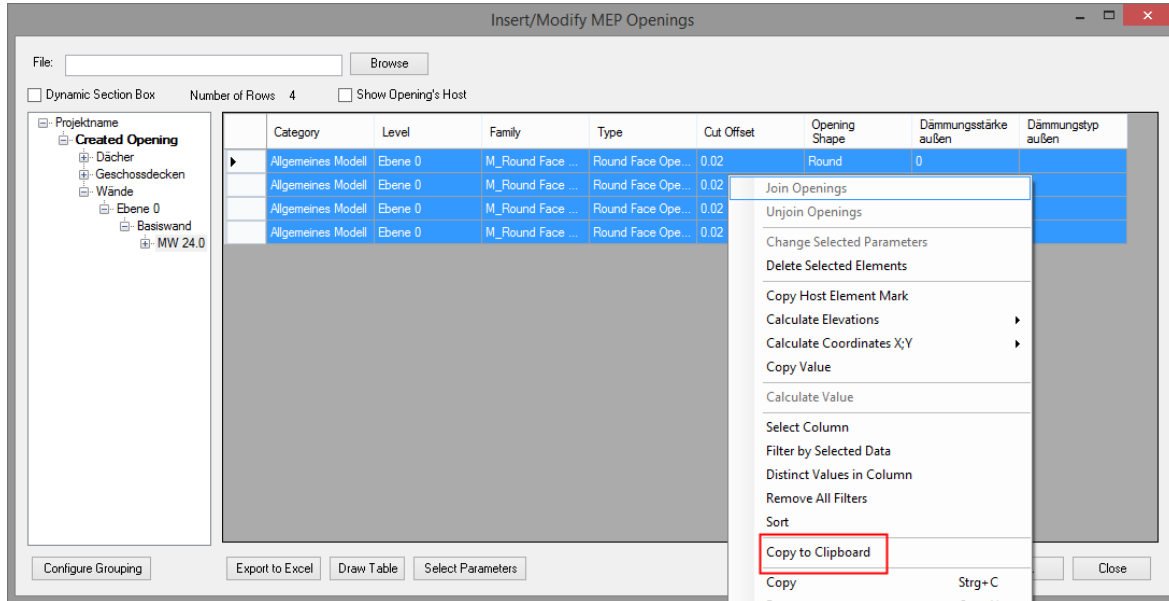 Insert/Modify MEP Openings
File:
Browse
Dynamic Section Box Number of Rows 4 Show Opening's Host
Projektname
Created Opening
Dächer
Geschossdecken
Wände
Ebene 0
Basiswand
MW 24.0
Category Level Family Type Cut Offset Opening Shape Dämmungsstärke außen Dämmungstyp außen
Allgemeines Modell Ebene 0 M_Round Face ... Round Face Ope... 0.02 Round 0
Allgemeines Modell Ebene 0 M_Round Face ... Round Face Ope... 0.02
Allgemeines Modell Ebene 0 M_Round Face ... Round Face Ope... 0.02
Allgemeines Modell Ebene 0 M_Round Face ... Round Face Ope... 0.02
Join Openings
Unjoin Openings
Change Selected Parameters
Delete Selected Elements
Copy Host Element Mark
Calculate Elevations
Calculate Coordinates X;Y
Copy Value
Calculate Value
Select Column
Filter by Selected Data
Distinct Values in Column
Remove All Filters
Sort
Copy to Clipboard
Copy Strg+C
Configure Grouping Export to Excel Draw Table Select Parameters Close